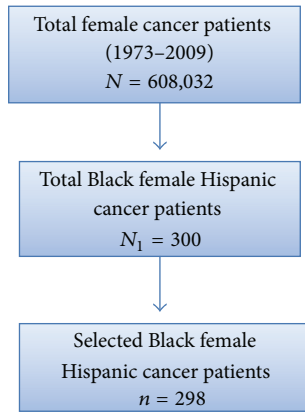 Total female cancer patients
(1973–2009)
N = 608,032
Total Black female Hispanic
cancer patients
N₁ = 300
Selected Black female
Hispanic cancer patients
n = 298